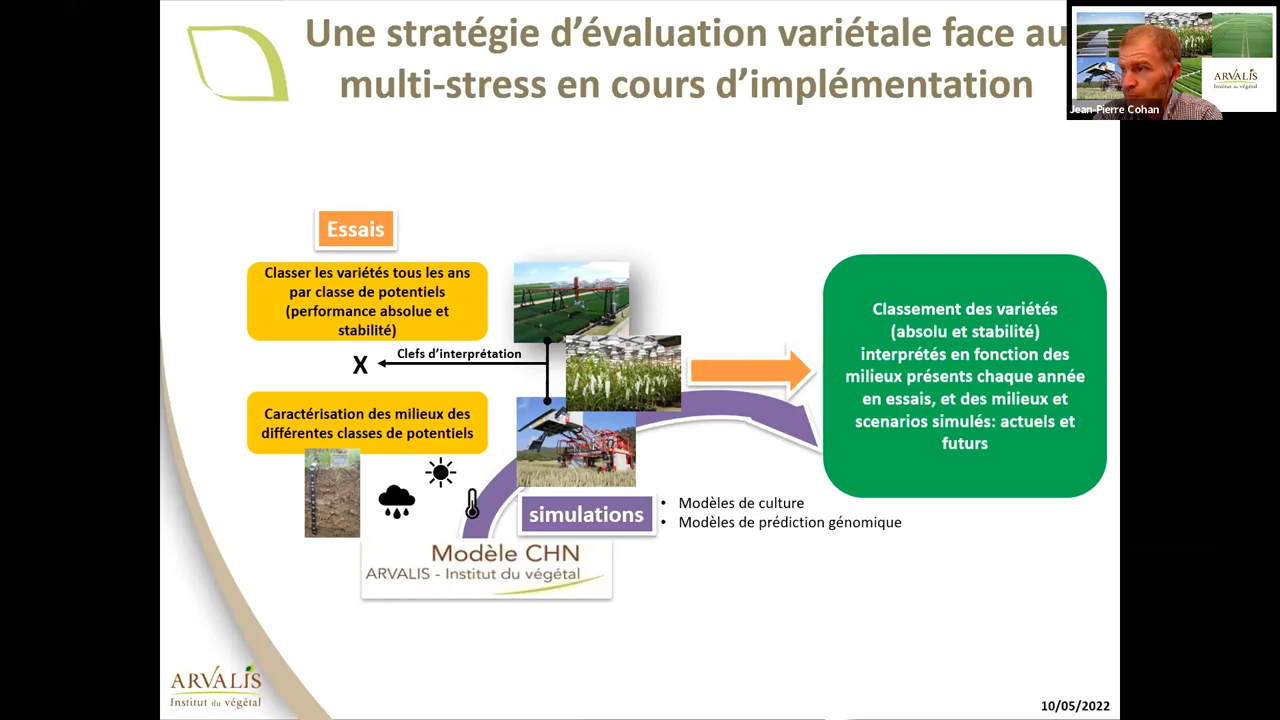 Une stratégie d’évaluation variétale face au
multi-stress en cours d’implémentation
ARVALIS
Institut du végétal
Jean-Pierre Cohan
Essais
Classer les variétés tous les ans
par classe de potentiels
(performance absolue et
stabilité)
Clefs d’interprétation
X
Caractérisation des milieux des
différentes classes de potentiels
Classement des variétés
(absolu et stabilité)
interprétés en fonction des
milieux présents chaque année
en essais, et des milieux et
scenarios simulés: actuels et
futurs
simulations
• Modèles de culture
• Modèles de prédiction génomique
Modèle CHN
ARVALIS - Institut du végétal
ARVALIS
Institut du végétal
10/05/2022